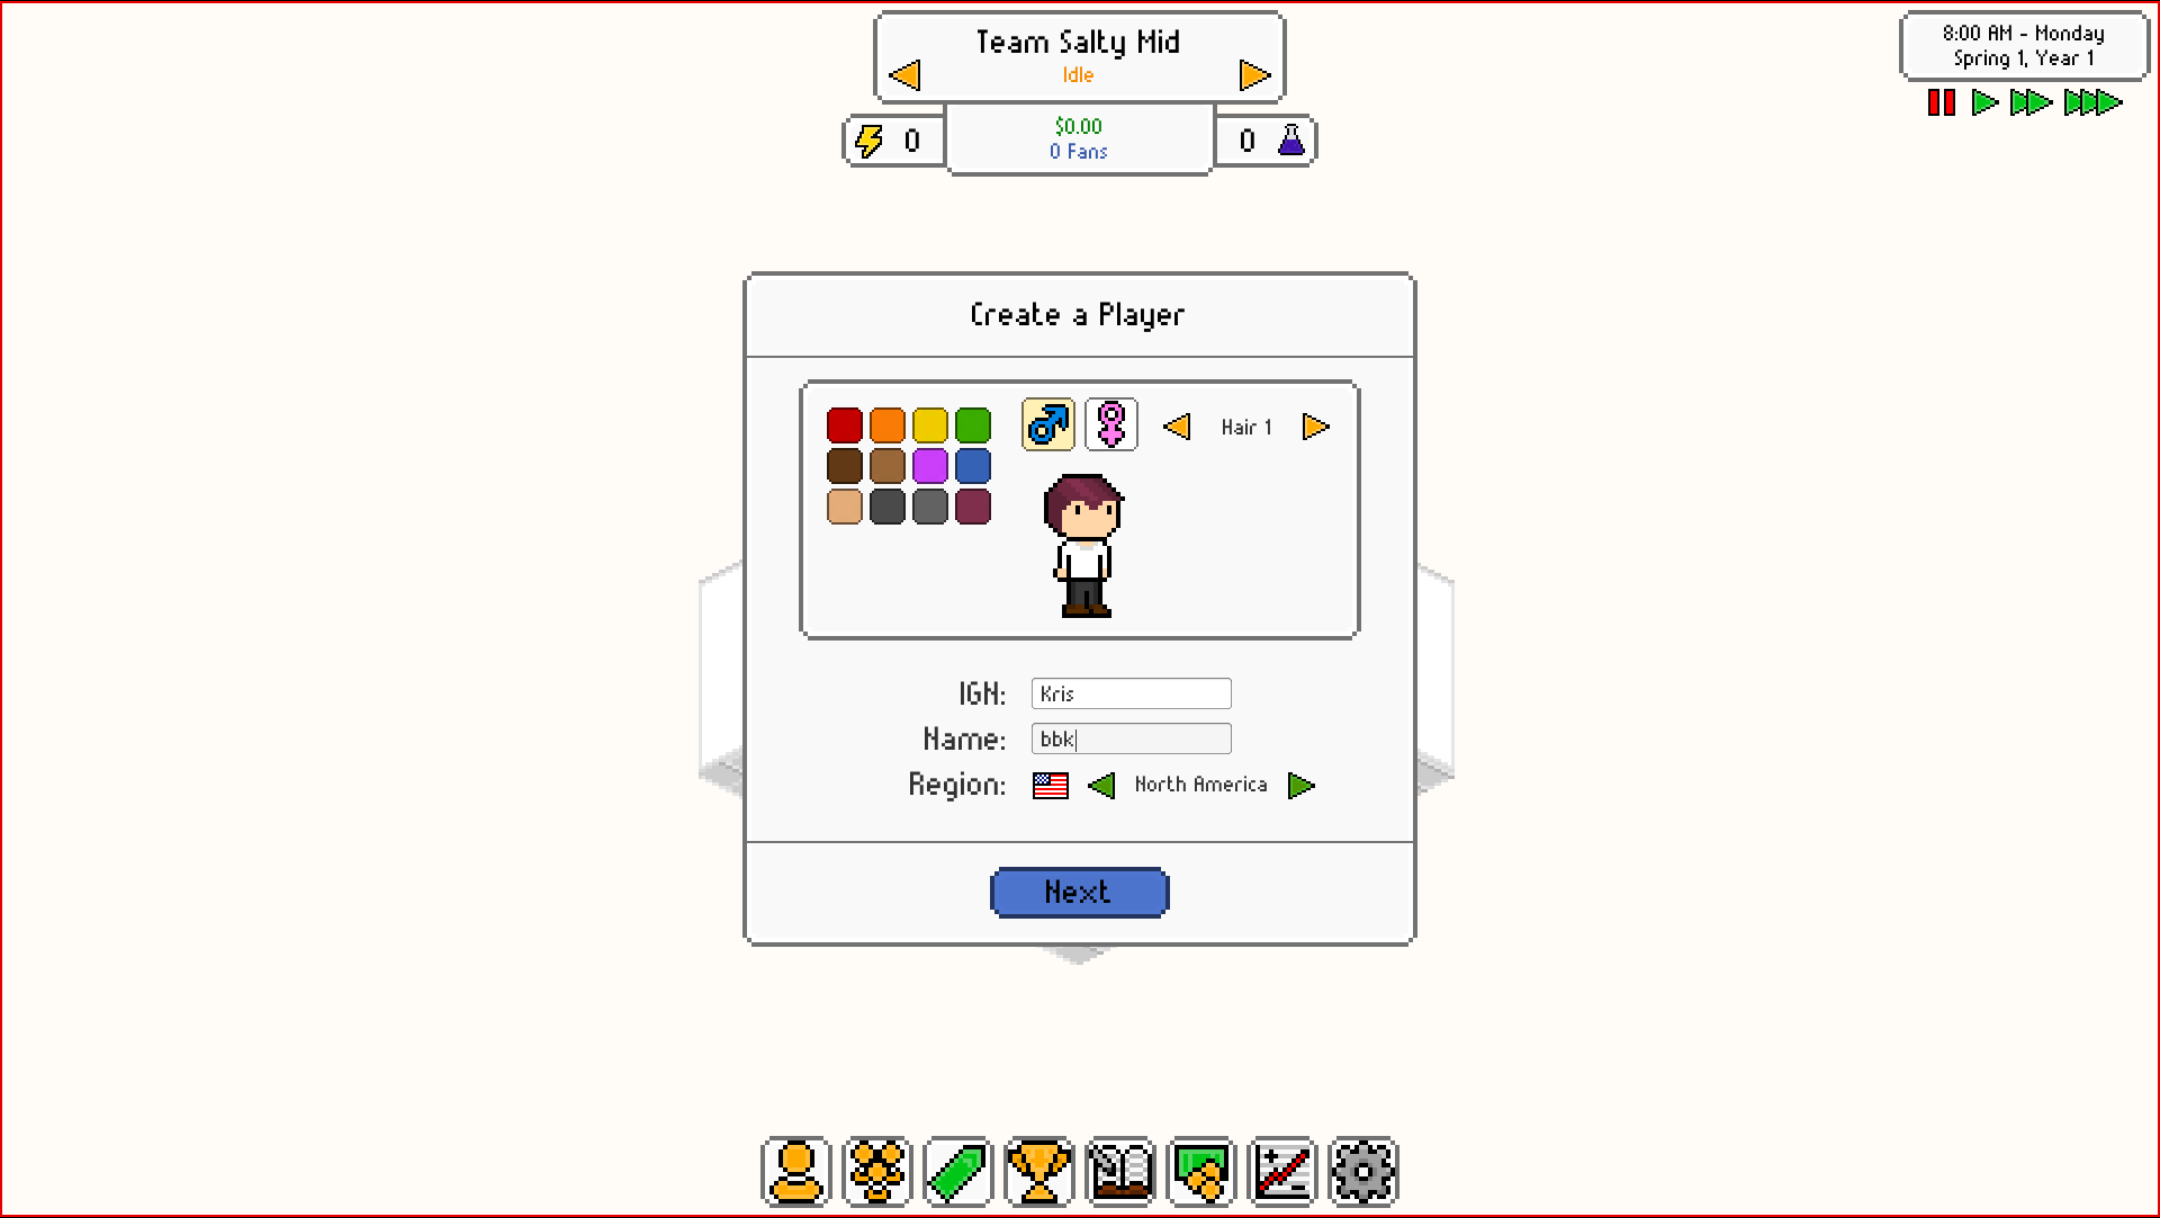 Team Salty Mid
Idle
8:00 AM - Monday
Spring 1, Year 1
$0.00
0
0 Fans
0
Create a Player
Hair 1
IGN: Kris
Name: bbk
Region: North America
Next